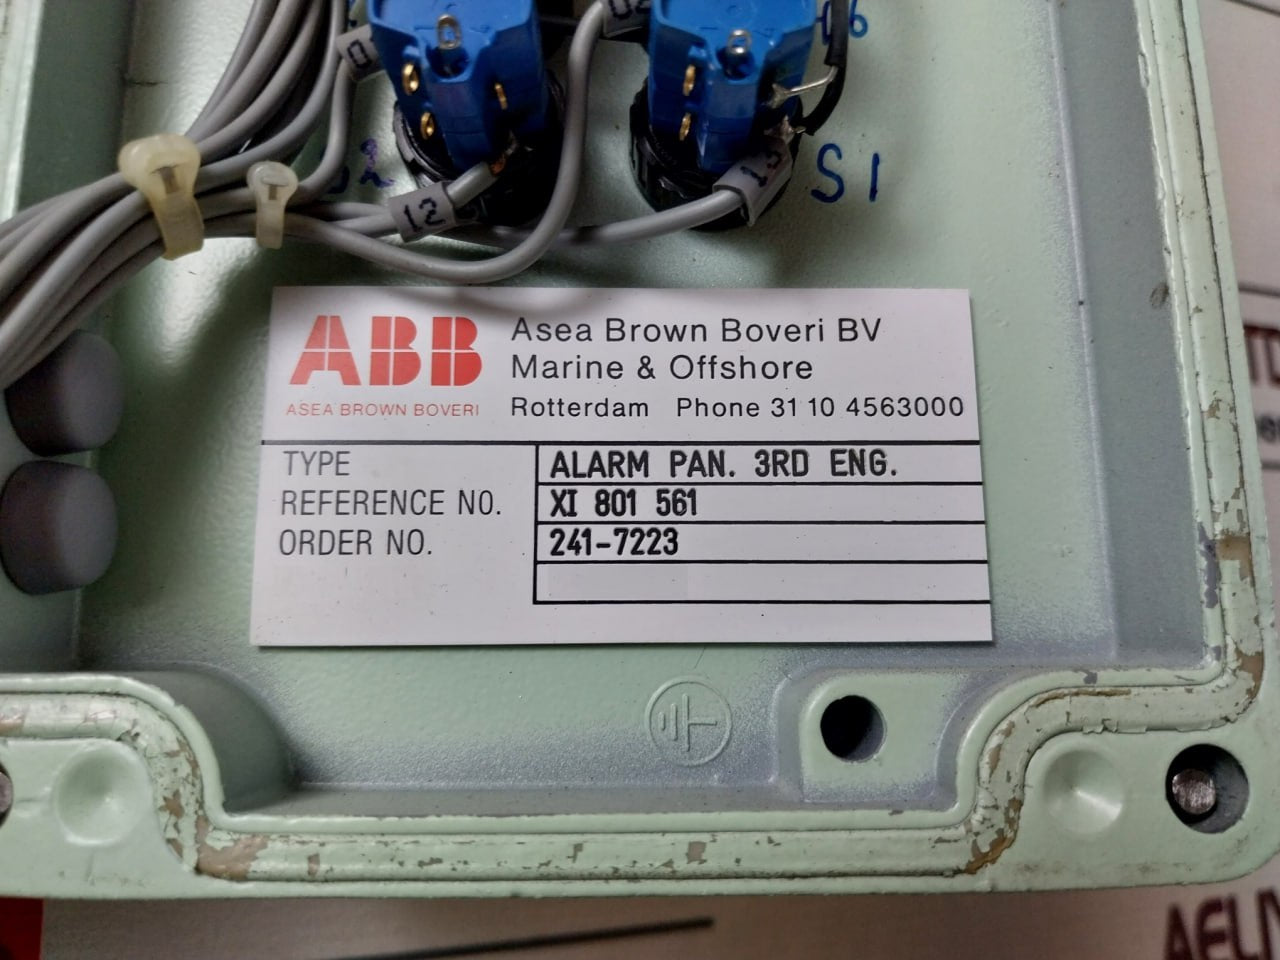 12
13
S1
ABB
ASEA BROWN BOVERI
Asea Brown Boveri BV
Marine & Offshore
Rotterdam Phone 31 10 4563000
TYPE ALARM PAN. 3RD ENG.
REFERENCE NO. XI 801 561
ORDER NO. 241-7223